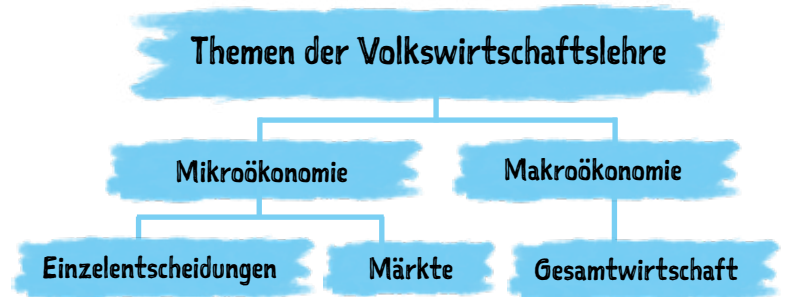 Themen der Volkswirtschaftslehre
Mikroökonomie
Makroökonomie
Einzelentscheidungen
Märkte
Gesamtwirtschaft